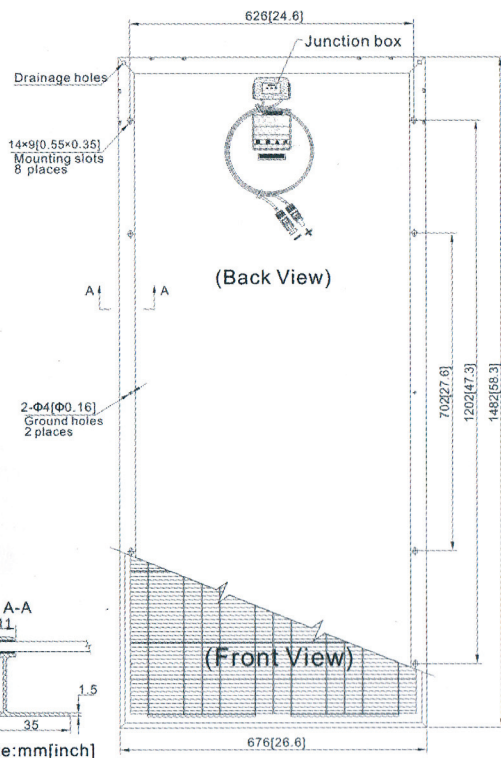 626[24.6]
Junction box
Drainage holes
14×9[0.55×0.35]
Mounting slots
8 places
+
-
(Back View)
A
A
2-Φ4[Φ0.16]
Ground holes
2 places
702[27.6]
1202[47.3]
1482[58.3]
A-A
(Front View)
1.5
35
676[26.6]
e:mm[inch]